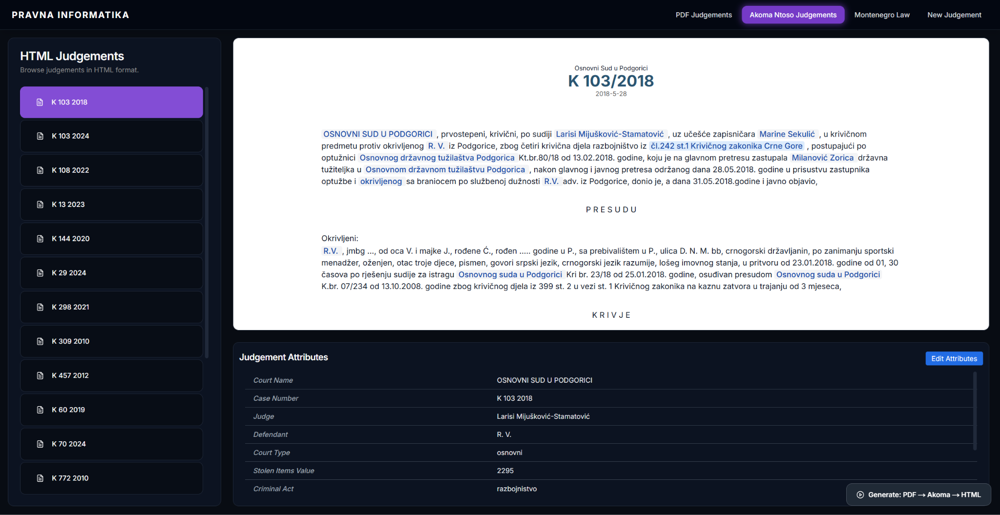 PRAVNA INFORMATIKA
PDF Judgements
Akoma Ntoso Judgements
Montenegro Law
New Judgement
HTML Judgements
Browse judgements in HTML format.
K 103 2018
K 103 2024
K 108 2022
K 13 2023
K 144 2020
K 29 2024
K 298 2021
K 309 2010
K 457 2012
K 60 2019
K 70 2024
K 772 2010
Osnovni Sud u Podgorici
K 103/2018
2018-5-28
OSNOVNI SUD U PODGORICI , prvostepeni, krivični, po sudiji Larisi Mijušković-Stamatović , uz učešće zapisničara Marine Sekulić , u krivičnom
predmetu protiv okrivljenog R. V. iz Podgorice, zbog četiri krivična djela razbojništvo iz čl.242 st.1 Krivičnog zakonika Crne Gore , postupajući po
optužnici Osnovnog državnog tužilaštva Podgorica Kt.br.80/18 od 13.02.2018. godine, koju je na glavnom pretresu zastupala Milanović Zorica državna
tužiteljka u Osnovnom državnom tužilaštvu Podgorica , nakon glavnog i javnog pretresa održanog dana 28.05.2018. godine u prisustvu zastupnika
optužbe i okrivljenog sa braniocem po službenoj dužnosti R.V. adv. iz Podgorice, donio je, a dana 31.05.2018.godine i javno objavio,
P R E S U D U
Okrivljeni:
R.V. , jmbg ..., od oca V. i majke J., rođene Ć., rođen ..... godine u P., sa prebivalištem u P., ulica D. N. M. bb, crnogorski državljanin, po zanimanju sportski
menadžer, oženjen, otac troje djece, pismen, govori srpski jezik, crnogorski jezik razumije, lošeg imovnog stanja, u pritvoru od 23.01.2018. godine od 01, 30
časova po rješenju sudije za istragu Osnovnog suda u Podgorici Kri br. 23/18 od 25.01.2018. godine, osuđivan presudom Osnovnog suda u Podgorici
K.br. 07/234 od 13.10.2008. godine zbog krivičnog djela iz 399 st. 2 u vezi st. 1 Krivičnog zakonika na kaznu zatvora u trajanju od 3 mjeseca,
K R I V J E
Judgement Attributes
Edit Attributes
Court Name OSNOVNI SUD U PODGORICI
Case Number K 103 2018
Judge Larisi Mijušković-Stamatović
Defendant R. V.
Court Type osnovni
Stolen Items Value 2295
Criminal Act razbojnistvo
Generate: PDF → Akoma → HTML